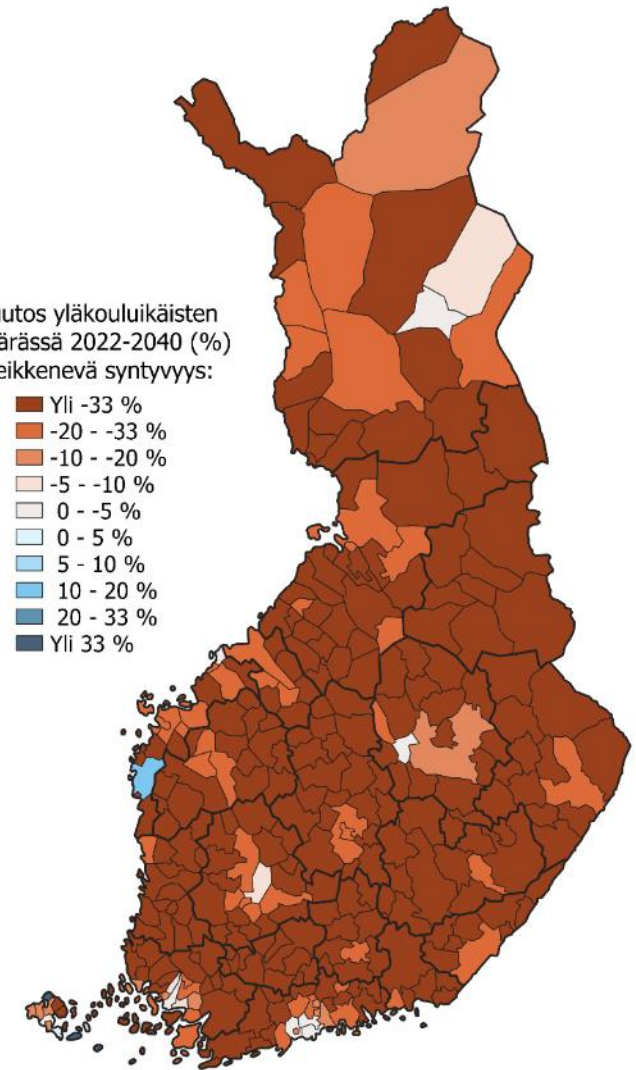 utos yläkouluikäisten
ärässä 2022-2040 (%)
eikkenevä syntyvyys:
Yli -33 %
-20 - -33 %
-10 - -20 %
-5 - -10 %
0 - -5 %
0 - 5 %
5 - 10 %
10 - 20 %
20 - 33 %
Yli 33 %